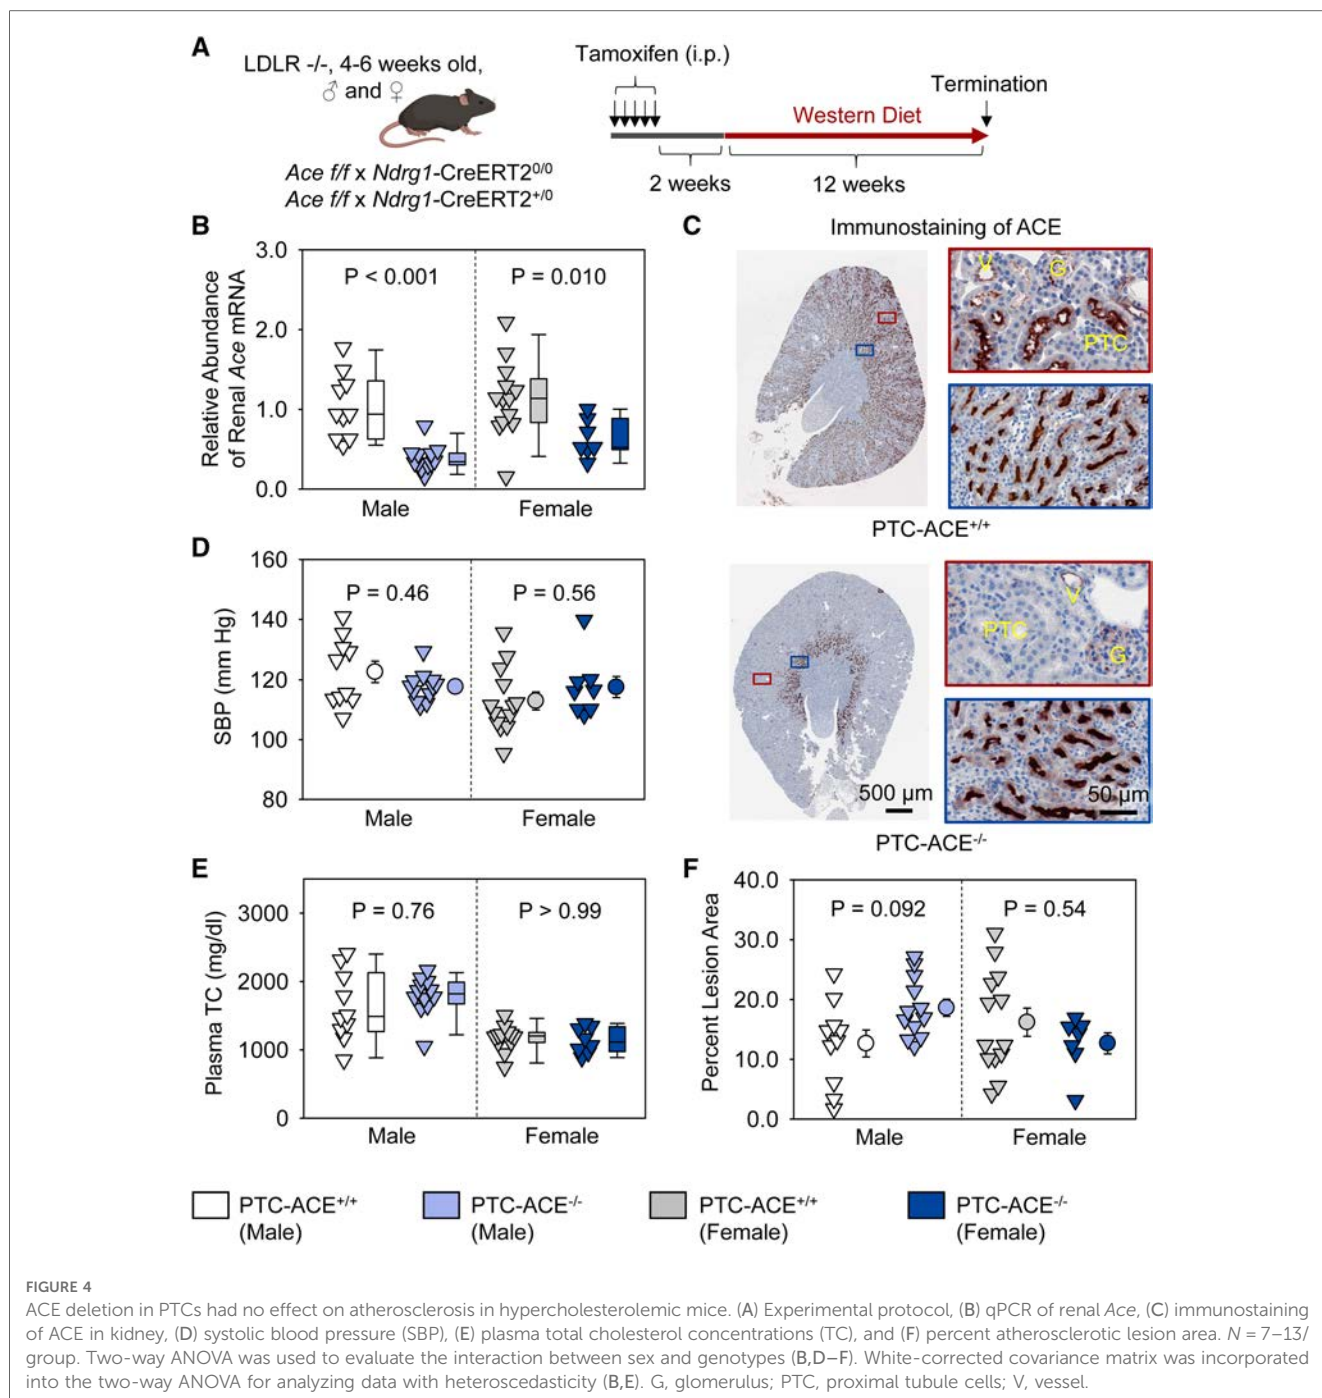 A
LDLR -/-, 4-6 weeks old,
♂ and ♀
Ace f/f x Ndrg1-CreERT2^0/0
Ace f/f x Ndrg1-CreERT2^+/0
Tamoxifen (i.p.)
Termination
Western Diet
2 weeks
12 weeks
B
Relative Abundance
of Renal Ace mRNA
3.0
2.0
1.0
0.0
P < 0.001
P = 0.010
Male
Female
C
Immunostaining of ACE
V
G
PTC
PTC-ACE+/+
V
PTC
G
500 µm
50 µm
PTC-ACE-/-
D
SBP (mm Hg)
160
140
120
100
80
P = 0.46
P = 0.56
Male
Female
E
Plasma TC (mg/dl)
3000
2000
1000
0
P = 0.76
P > 0.99
Male
Female
F
Percent Lesion Area
40.0
30.0
20.0
10.0
0.0
P = 0.092
P = 0.54
Male
Female
PTC-ACE+/+
(Male)
PTC-ACE-/-
(Male)
PTC-ACE+/+
(Female)
PTC-ACE-/-
(Female)
FIGURE 4
ACE deletion in PTCs had no effect on atherosclerosis in hypercholesterolemic mice. (A) Experimental protocol, (B) qPCR of renal Ace, (C) immunostaining
of ACE in kidney, (D) systolic blood pressure (SBP), (E) plasma total cholesterol concentrations (TC), and (F) percent atherosclerotic lesion area. N = 7–13/
group. Two-way ANOVA was used to evaluate the interaction between sex and genotypes (B,D–F). White-corrected covariance matrix was incorporated
into the two-way ANOVA for analyzing data with heteroscedasticity (B,E). G, glomerulus; PTC, proximal tubule cells; V, vessel.